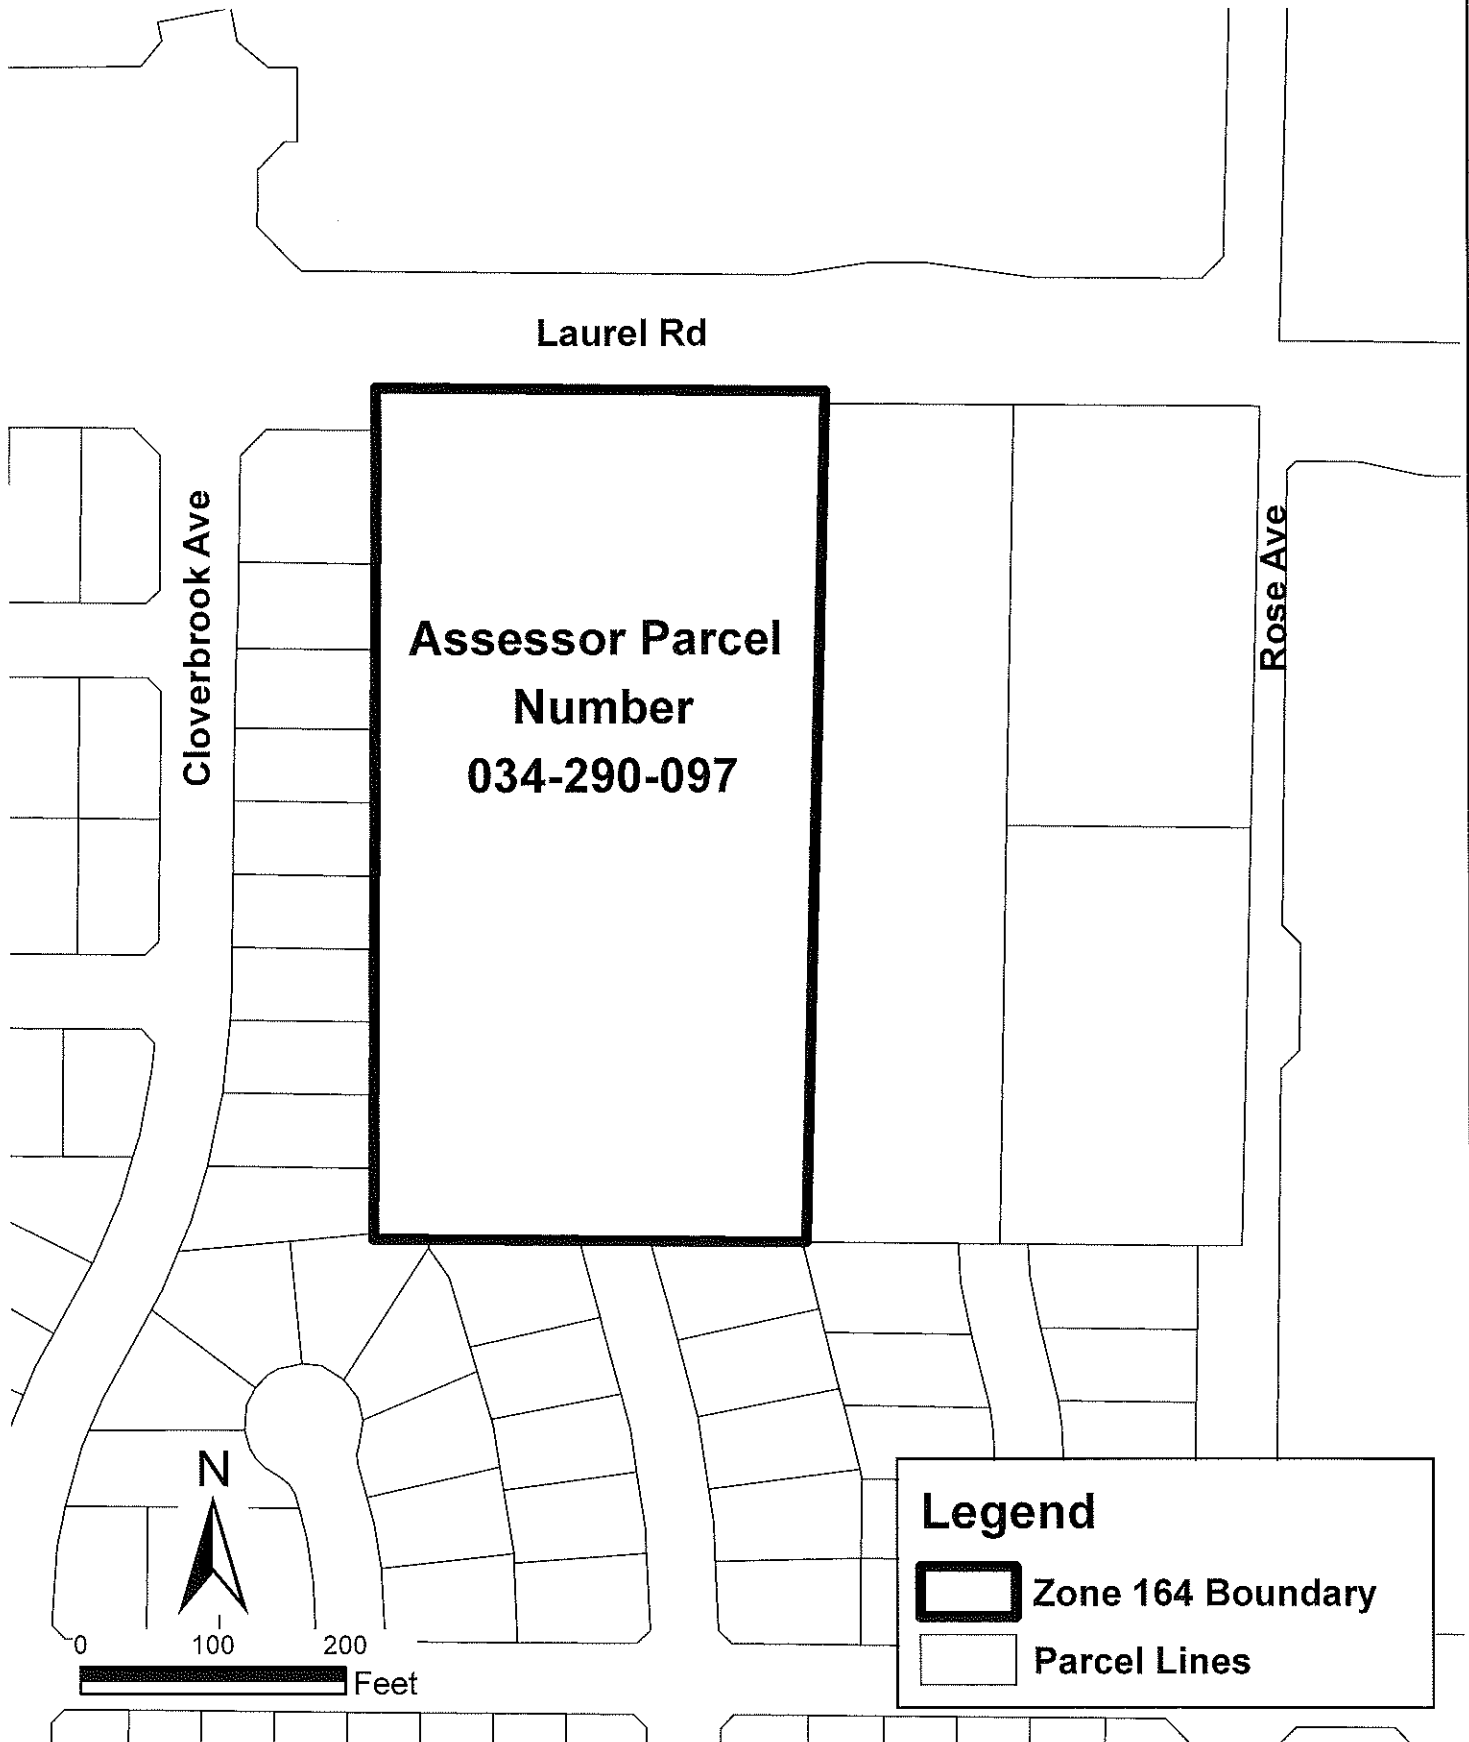 Laurel Rd
Cloverbrook Ave
Rose Ave
Assessor Parcel
Number
034-290-097
N
0 100 200
Feet
Legend
Zone 164 Boundary
Parcel Lines